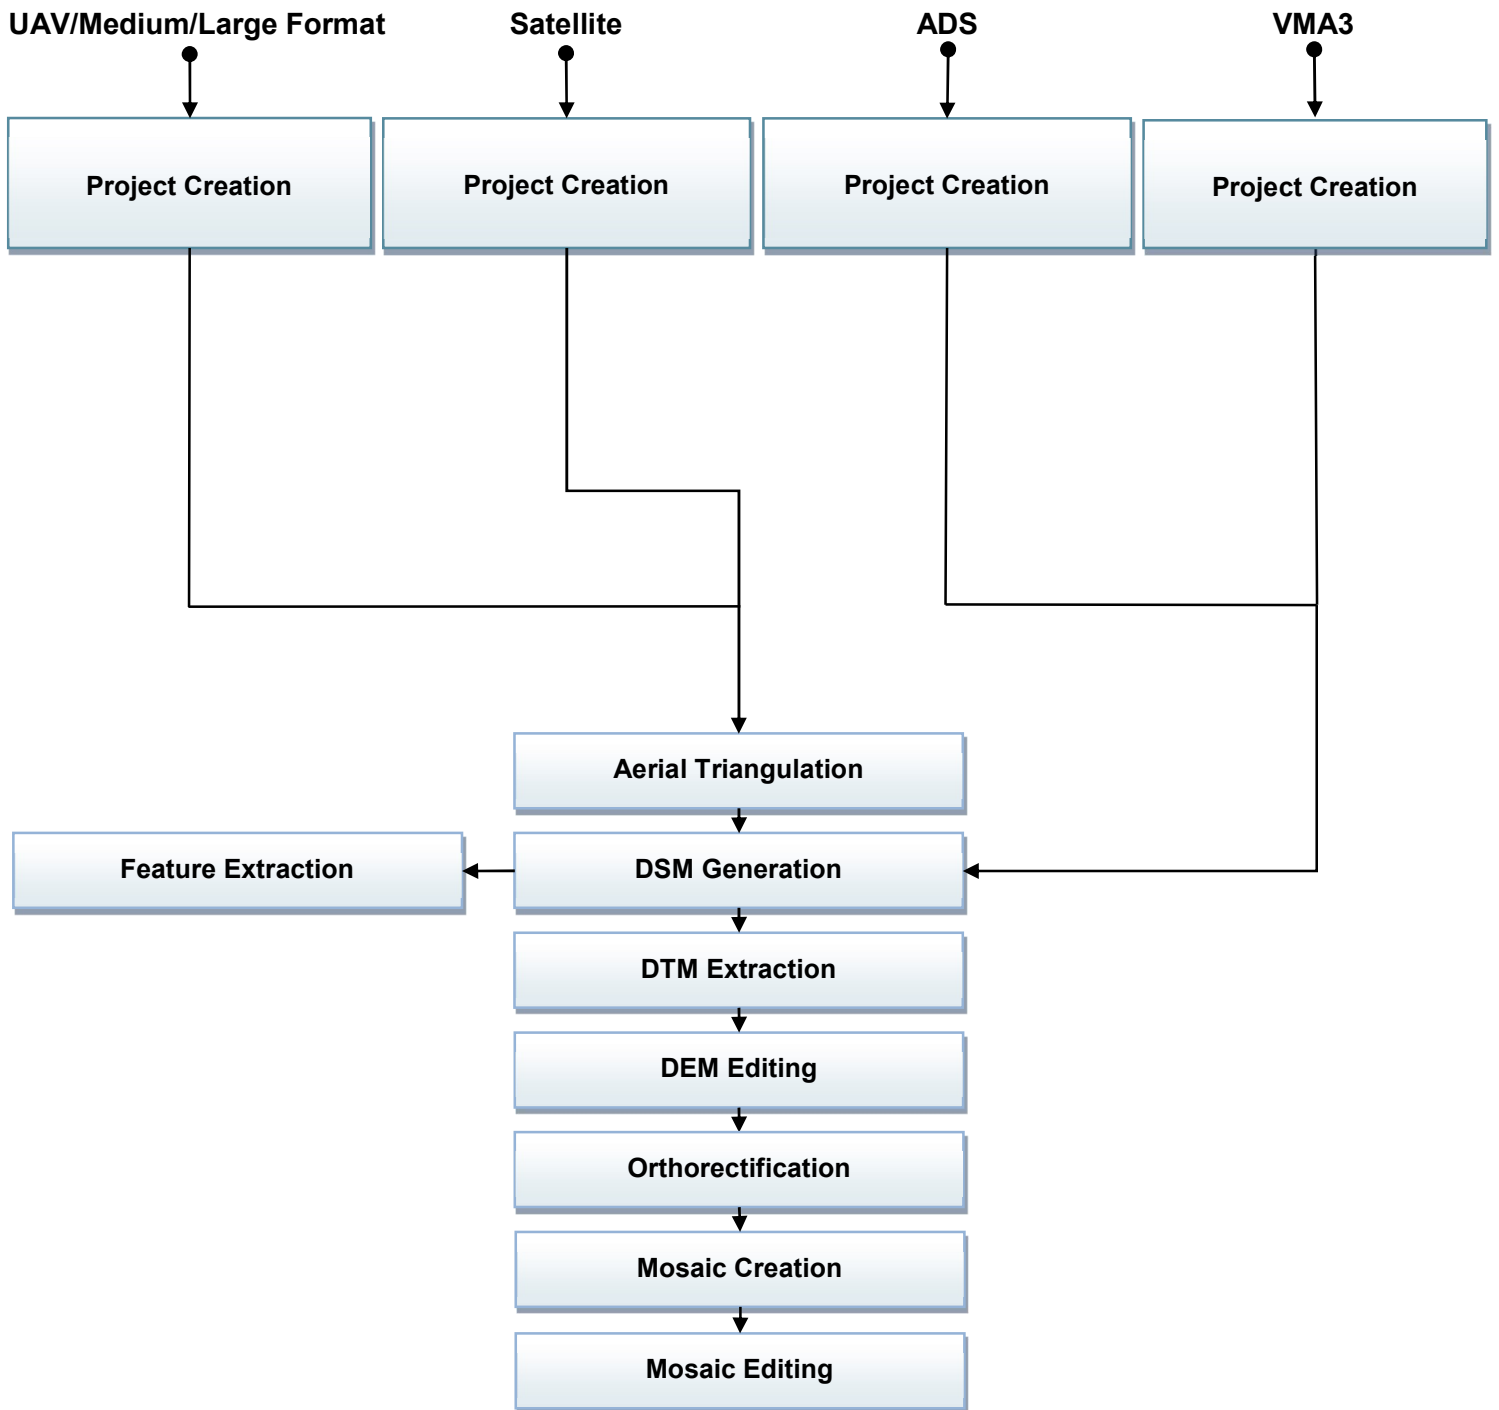 UAV/Medium/Large Format
Satellite
ADS
VMA3
Project Creation
Project Creation
Project Creation
Project Creation
Aerial Triangulation
Feature Extraction
DSM Generation
DTM Extraction
DEM Editing
Orthorectification
Mosaic Creation
Mosaic Editing